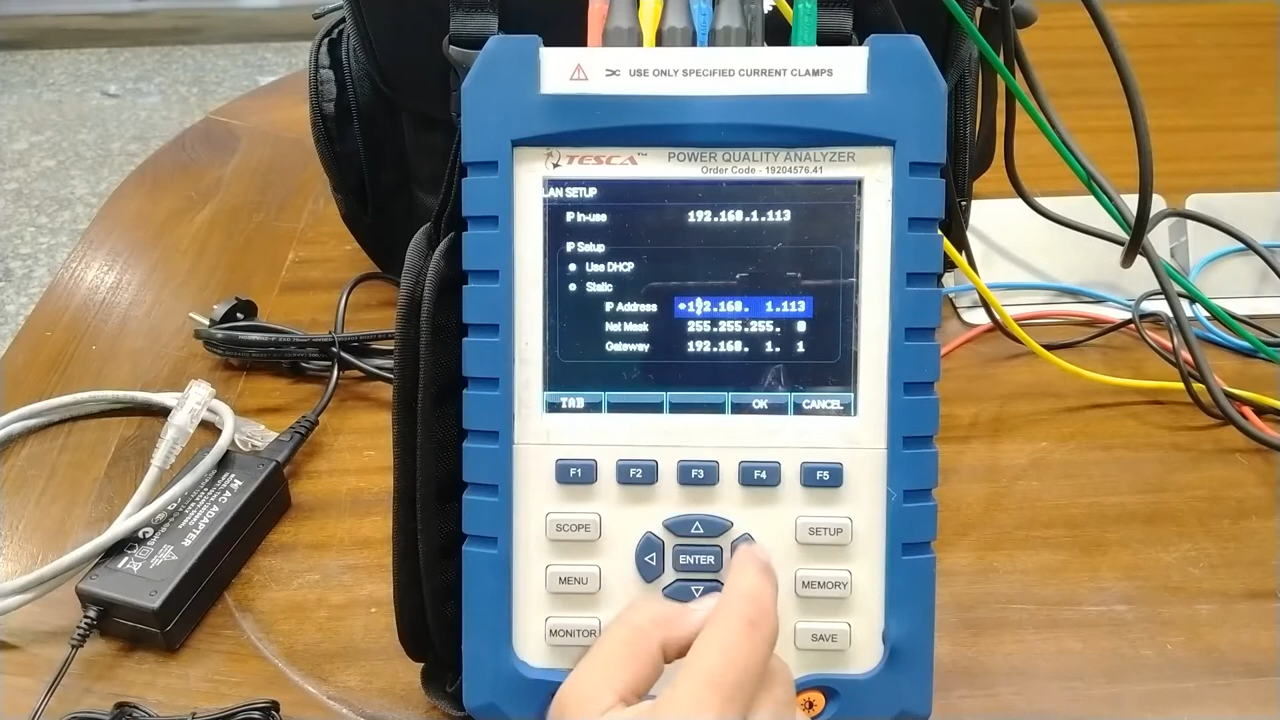 USE ONLY SPECIFIED CURRENT CLAMPS
TESCA™ POWER QUALITY ANALYZER
Order Code - 19204576.41
LAN SETUP
IP in-use 192.168.1.113
IP Setup
Use DHCP
Static
IP Address 192.168. 1.113
Net Mask 255.255.255. 0
Gateway 192.168. 1. 1
TAB OK CANCEL
F1 F2 F3 F4 F5
SCOPE SETUP
ENTER
MENU MEMORY
MONITOR SAVE
AC ADAPTER